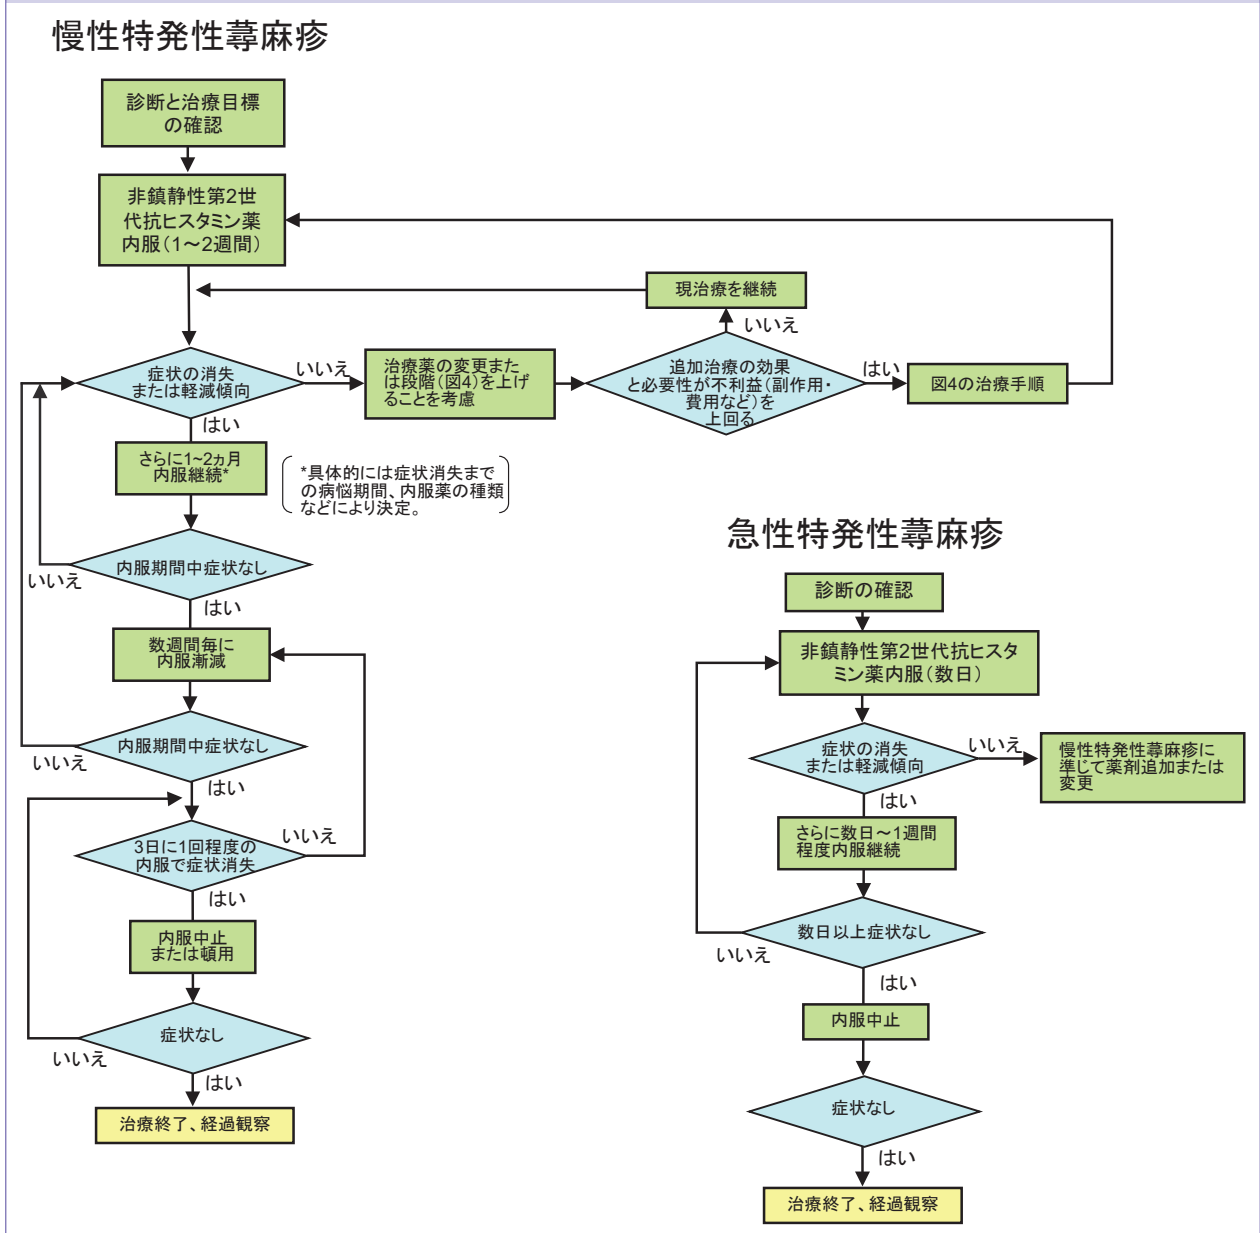 慢性特発性蕁麻疹
診断と治療目標
の確認
非鎮静性第2世
代抗ヒスタミン薬
内服（1〜2週間）
現治療を継続
いいえ
症状の消失
または軽減傾向
いいえ
治療薬の変更また
は段階（図4）を上げ
ることを考慮
追加治療の効果
と必要性が不利益（副作用・
費用など）を
上回る
はい
図4の治療手順
はい
さらに1~2ヵ月
内服継続*
*具体的には症状消失まで
の病悩期間、内服薬の種類
などにより決定。
内服期間中症状なし
いいえ
はい
数週間毎に
内服漸減
内服期間中症状なし
いいえ
はい
3日に1回程度の
内服で症状消失
いいえ
はい
内服中止
または頓用
症状なし
いいえ
はい
治療終了、経過観察
急性特発性蕁麻疹
診断の確認
非鎮静性第2世代抗ヒスタ
ミン薬内服（数日）
症状の消失
または軽減傾向
いいえ
慢性特発性蕁麻疹に
準じて薬剤追加または
変更
はい
さらに数日〜1週間
程度内服継続
数日以上症状なし
いいえ
はい
内服中止
症状なし
はい
治療終了、経過観察